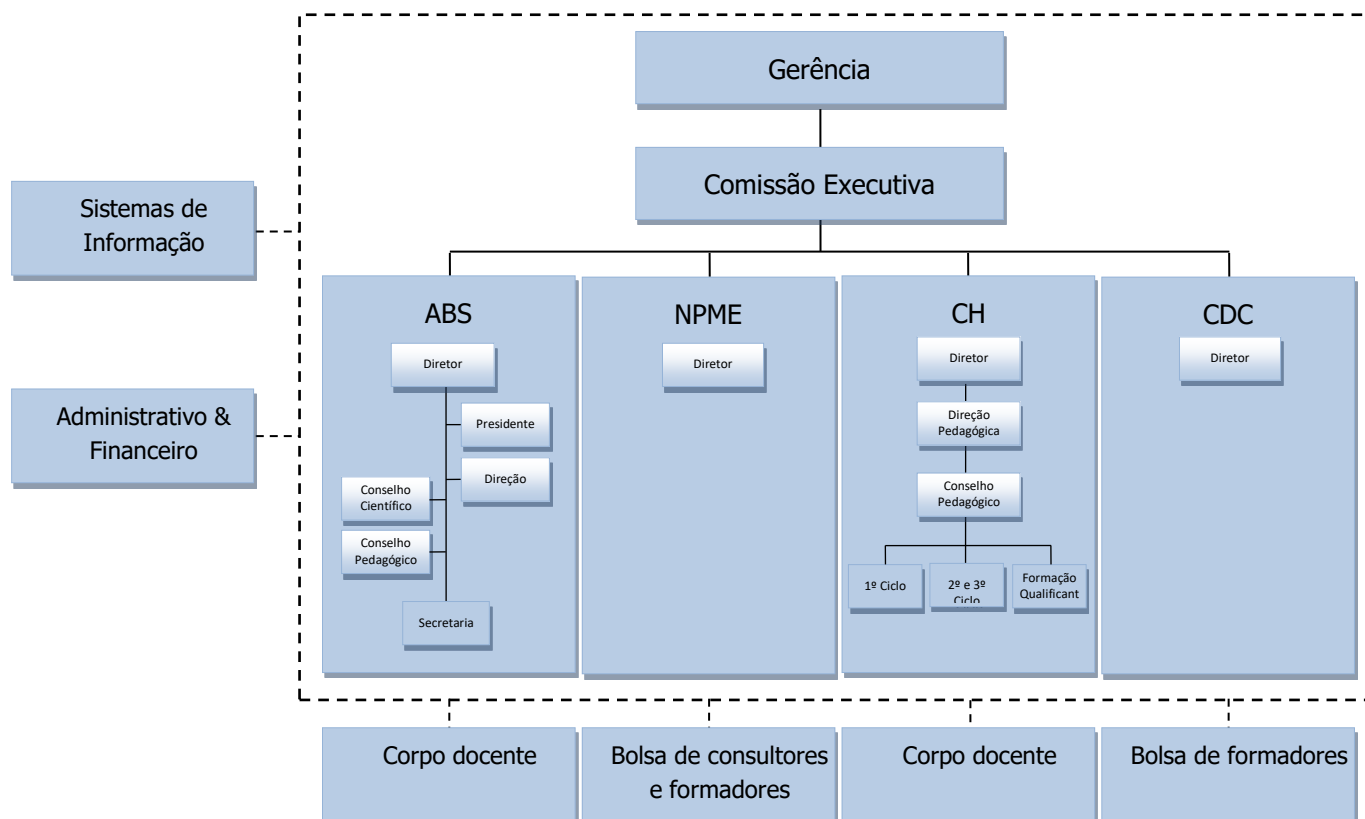 Gerência
Comissão Executiva
Sistemas de
Informação
Administrativo &
Financeiro
ABS
Diretor
Presidente
Direção
Conselho
Científico
Conselho
Pedagógico
Secretaria
NPME
Diretor
CH
Diretor
Direção
Pedagógica
Conselho
Pedagógico
1º Ciclo
2º e 3º
Ciclo
Formação
Qualificant
CDC
Diretor
Corpo docente
Bolsa de consultores
e formadores
Corpo docente
Bolsa de formadores